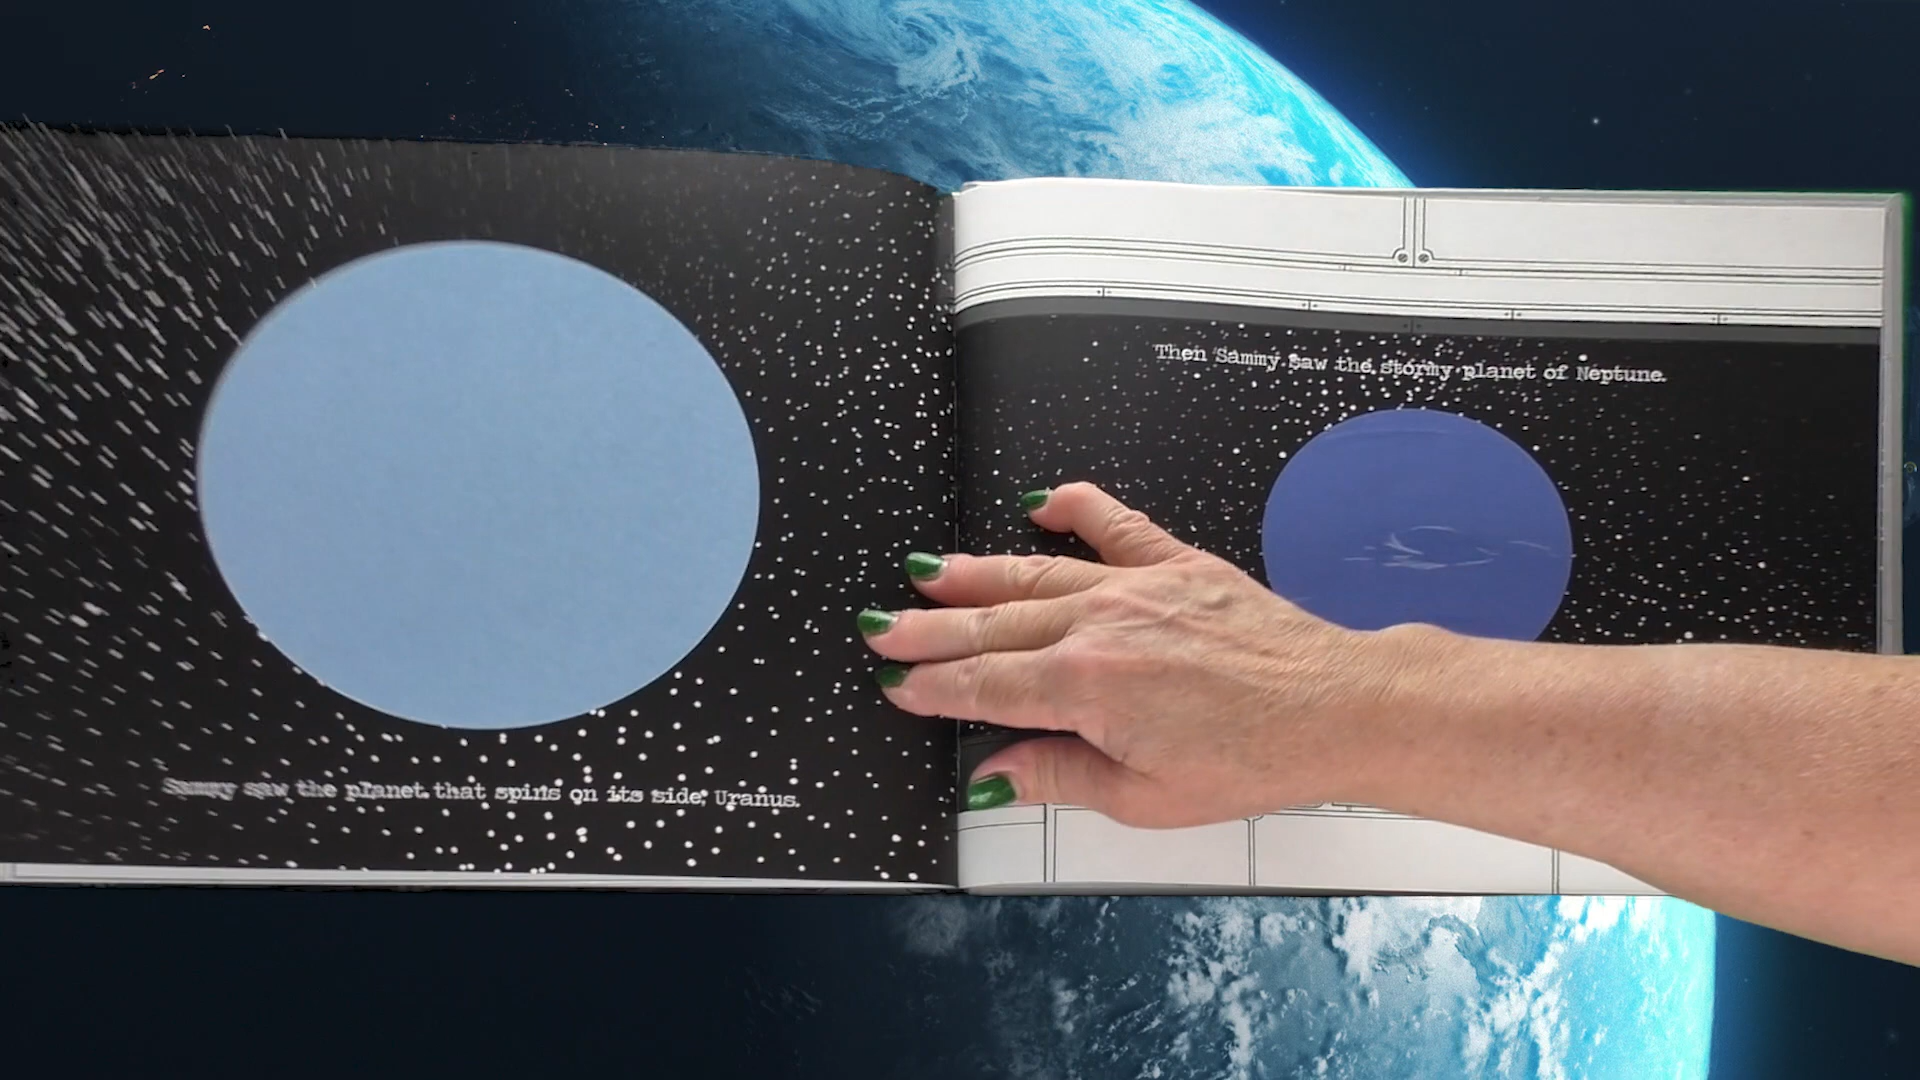 Sammy saw the planet that spins on its side, Uranus.
Then Sammy saw the stormy planet of Neptune.